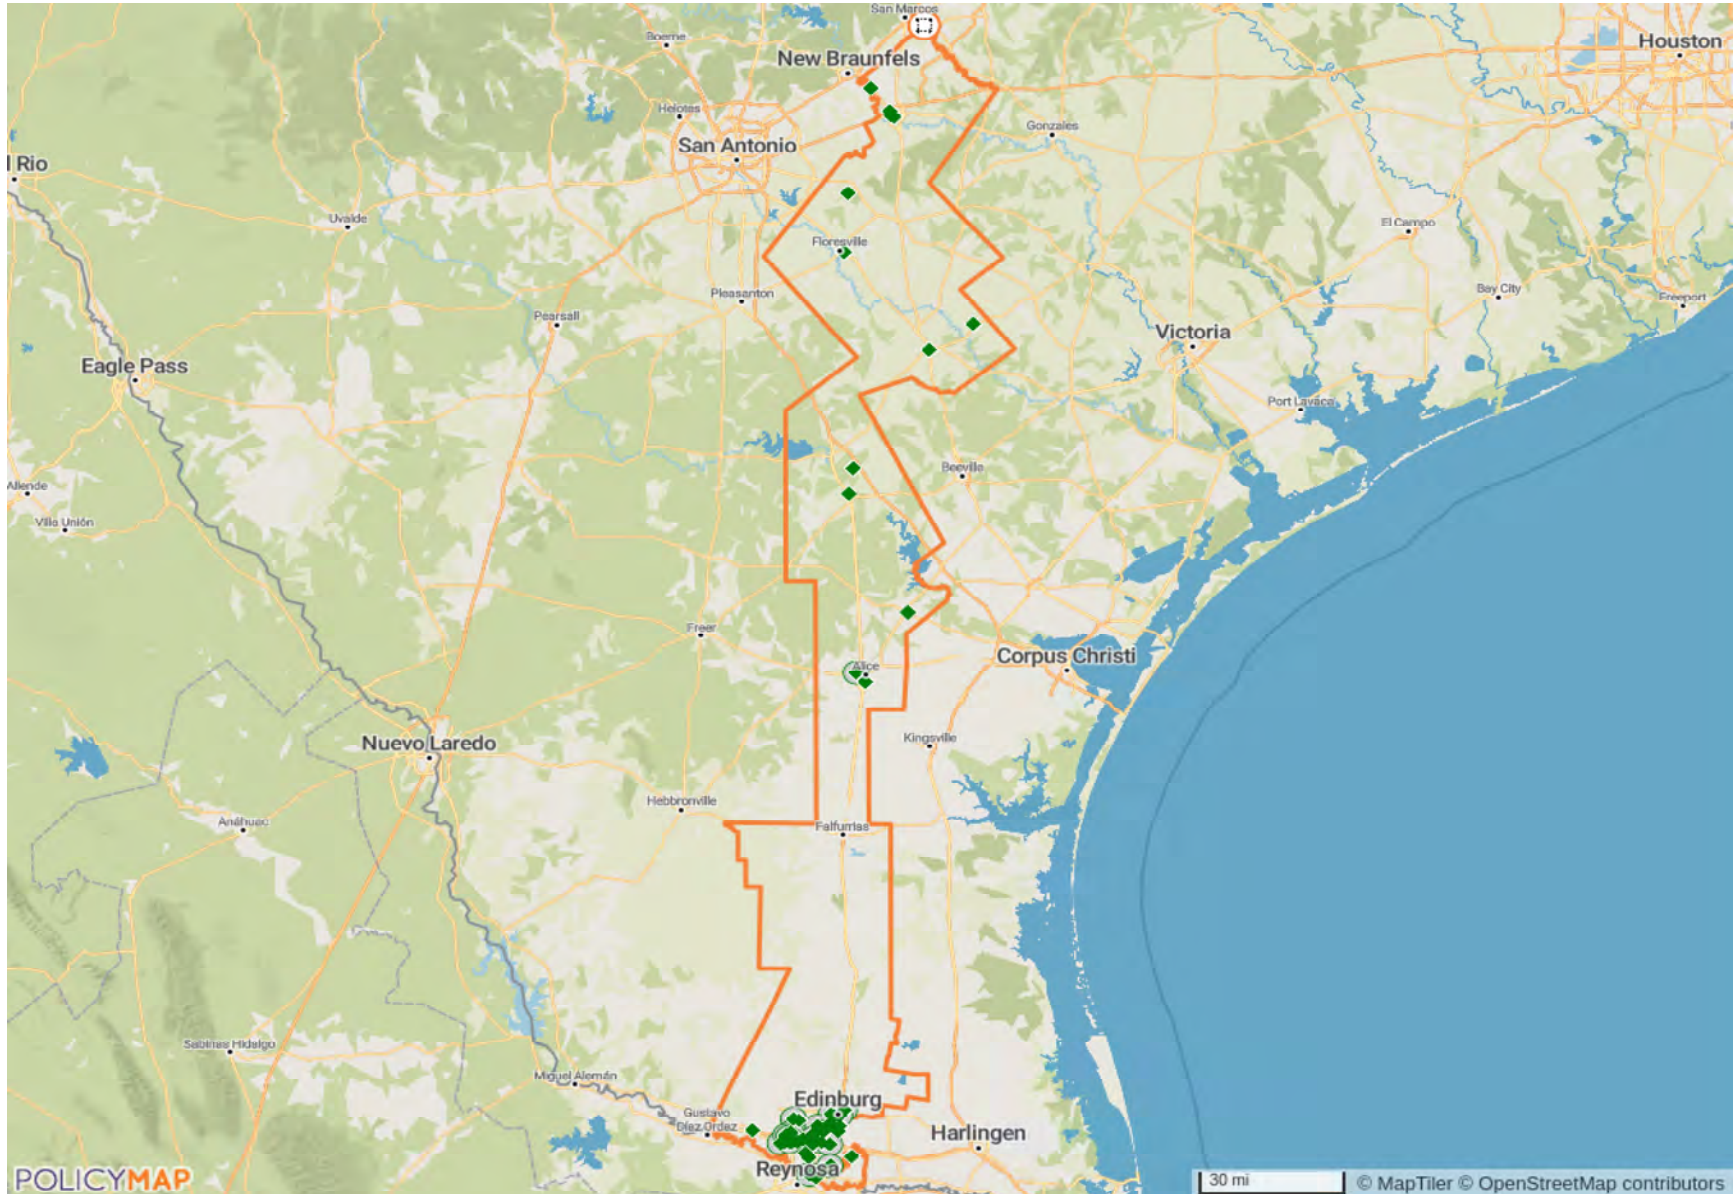 San Marcos
Boerne
New Braunfels
Houston
Helotes
San Antonio
Gonzales
l Rio
Uvalde
El Campo
Floresville
Pleasanton
Bay City
Freeport
Pearsall
Victoria
Eagle Pass
Port Lavaca
Beeville
Allende
Villa Unión
Freer
Alice
Corpus Christi
Nuevo Laredo
Kingsville
Hebbronville
Anáhuac
Falfurrias
Sabinas Hidalgo
Miguel Alemán
Edinburg
Gustavo
Díaz Ordaz
Harlingen
Reynosa
POLICYMAP
30 mi
© MapTiler © OpenStreetMap contributors